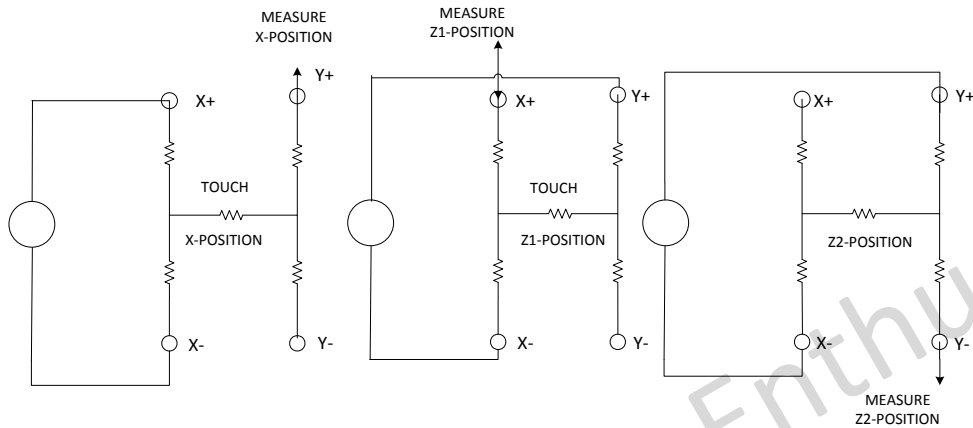 MEASURE
X-POSITION
Y+
X+
TOUCH
X-POSITION
X-
Y-
MEASURE
Z1-POSITION
X+
Y+
TOUCH
Z1-POSITION
X-
Y-
X+
Y+
Z2-POSITION
X-
Y-
MEASURE
Z2-POSITION